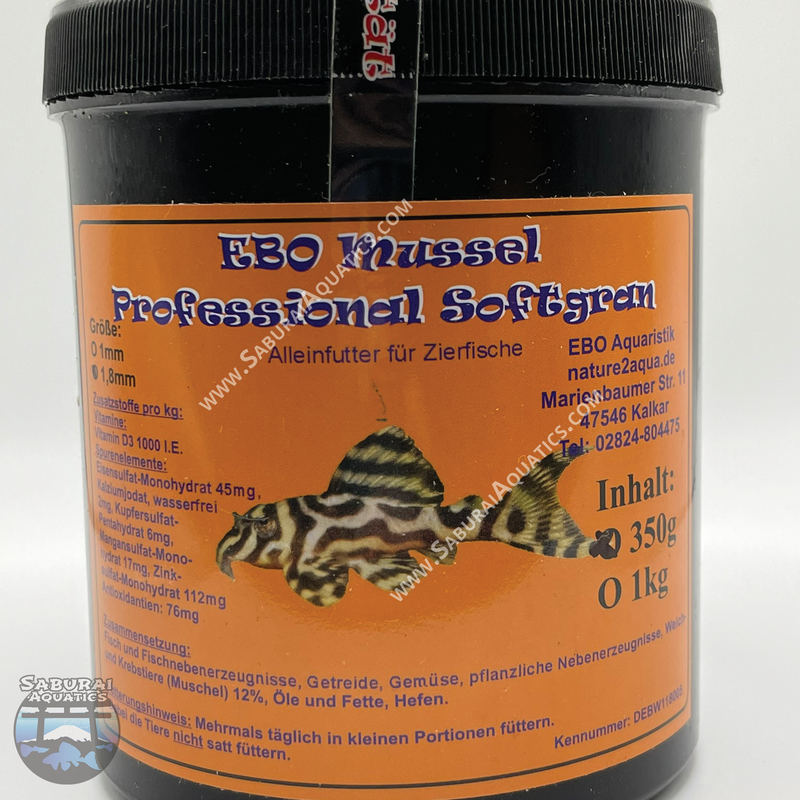 EBO Mussel
Professional Softgran
Alleinfutter für Zierfische
Größe:
O 1mm
1,8mm
Zusatzstoffe pro kg:
Vitamine:
Vitamin D3 1000 I.E.
Spurenelemente:
Eisensulfat-Monohydrat 45mg,
Kalziumjodat, wasserfrei
2mg, Kupfersulfat-
Pentahydrat 6mg,
Mangansulfat-Mono-
hydrat 17mg, Zink-
sulfat-Monohydrat 112mg
Antioxidantien: 76mg
EBO Aquaristik
nature2aqua.de
Marienbaumer Str. 11
47546 Kalkar
Tel: 02824-804475
Inhalt:
O 350g
O 1kg
Zusammensetzung:
Fisch und Fischnebenerzeugnisse, Getreide, Gemüse, pflanzliche Nebenerzeugnisse, Weich-
und Krebstiere (Muschel) 12%, Öle und Fette, Hefen.
Mehrmals täglich in kleinen Portionen füttern.
die Tiere nicht satt füttern.
Kennummer: DEBW118005
www.SaburaiAquatics.com
www.SaburaiAquatics.com
Saburai
Aquatics